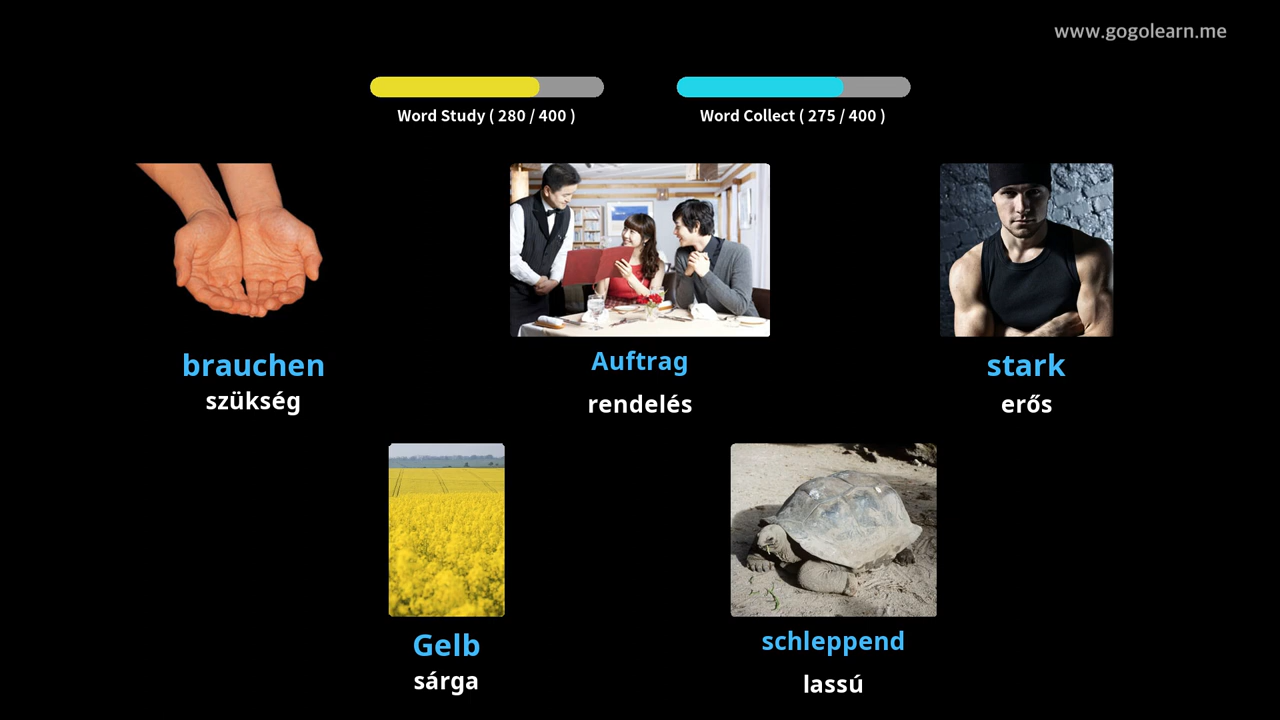 www.gogolearn.me
Word Study ( 280 / 400 )
Word Collect ( 275 / 400 )
brauchen
szükség
Auftrag
rendelés
stark
erős
Gelb
sárga
schleppend
lassú